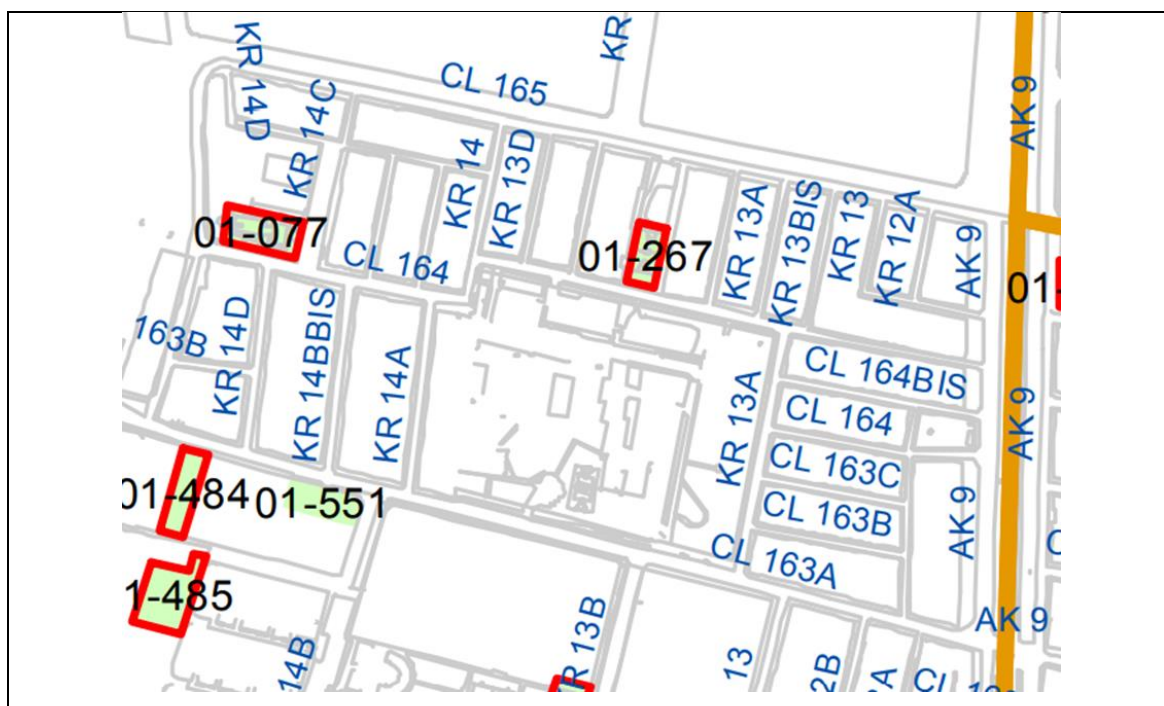 KR
KR 14D
CL 165
AK 9
KR 14C
KR 14
KR 13D
KR 13A
KR 13BIS
KR 13
KR 12A
AK 9
01-077
01-267
CL 164
01-
163B
KR 14D
KR 14BBIS
KR 14A
KR 13A
CL 164BIS
AK 9
KR 14D
CL 164
CL 163C
01-484
01-551
CL 163B
AK 9
CL 163A
1-485
KR 13B
AK 9
14B
13
2B